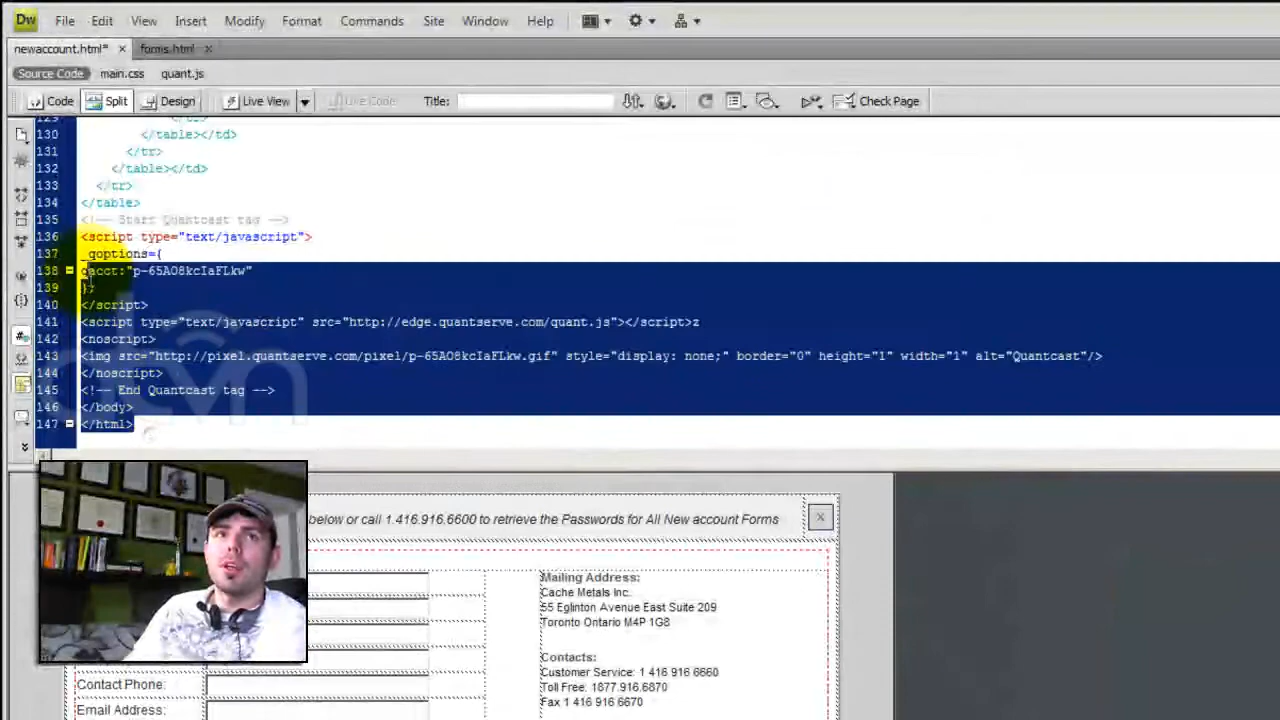 Dw File Edit View Insert Modify Format Commands Site Window Help
newaccount.html* × forms.html ×
Source Code main.css quant.js
Code Split Design Live View Live Code Title: Check Page
129 </tr>
130 </table></td>
131 </tr>
132 </table></td>
133 </tr>
134 </table>
135 <!-- Start Quantcast tag -->
136 <script type="text/javascript">
137 _qoptions={
138 qacct:"p-65AO8kcIaFLkw"
139 };
140 </script>
141 <script type="text/javascript" src="http://edge.quantserve.com/quant.js"></script>z
142 <noscript>
143 <img src="http://pixel.quantserve.com/pixel/p-65AO8kcIaFLkw.gif" style="display: none;" border="0" height="1" width="1" alt="Quantcast"/>
144 </noscript>
145 <!-- End Quantcast tag -->
146 </body>
147 </html>
below or call 1.416.916.6600 to retrieve the Passwords for All New account Forms X
Mailing Address:
Cache Metals Inc.
55 Eglinton Avenue East Suite 209
Toronto Ontario M4P 1G8
Contacts:
Customer Service: 1 416 916 6660
Toll Free: 1877.916.6870
Fax 1 416 916 6670
Contact Phone:
Email Address: